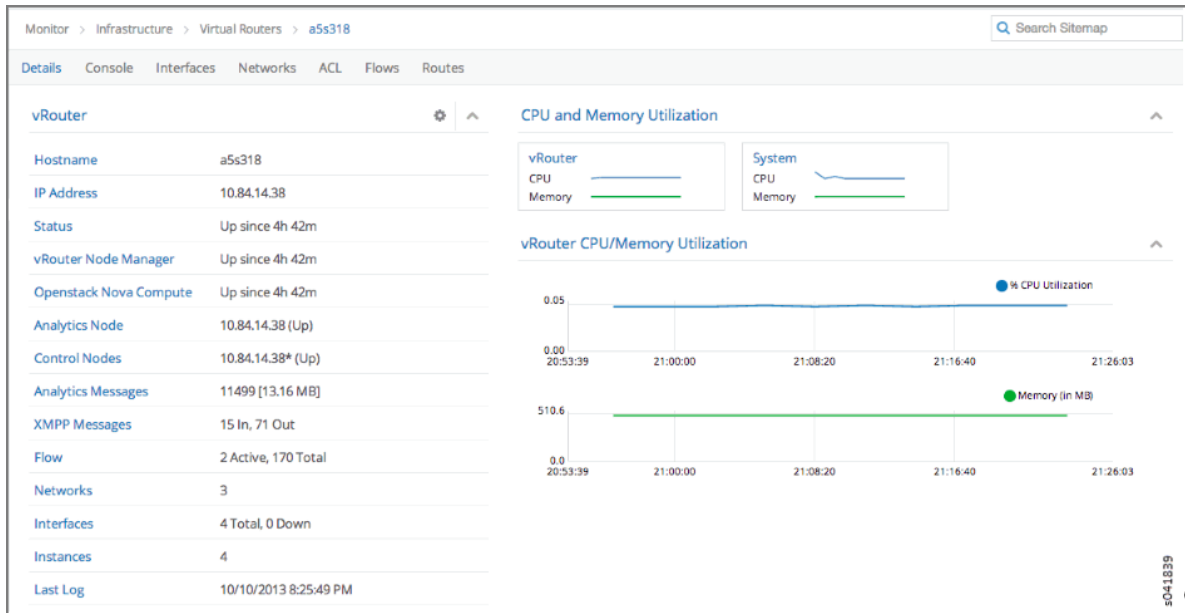 Monitor > Infrastructure > Virtual Routers > a5s318
Search Sitemap
Details Console Interfaces Networks ACL Flows Routes
vRouter
Hostname a5s318
IP Address 10.84.14.38
Status Up since 4h 42m
vRouter Node Manager Up since 4h 42m
Openstack Nova Compute Up since 4h 42m
Analytics Node 10.84.14.38 (Up)
Control Nodes 10.84.14.38* (Up)
Analytics Messages 11499 [13.16 MB]
XMPP Messages 15 In, 71 Out
Flow 2 Active, 170 Total
Networks 3
Interfaces 4 Total, 0 Down
Instances 4
Last Log 10/10/2013 8:25:49 PM
CPU and Memory Utilization
vRouter
CPU
Memory
System
CPU
Memory
vRouter CPU/Memory Utilization
% CPU Utilization
0.05
0.00
20:53:39 21:00:00 21:08:20 21:16:40 21:26:03
Memory (in MB)
510.6
0.0
20:53:39 21:00:00 21:08:20 21:16:40 21:26:03
s041839